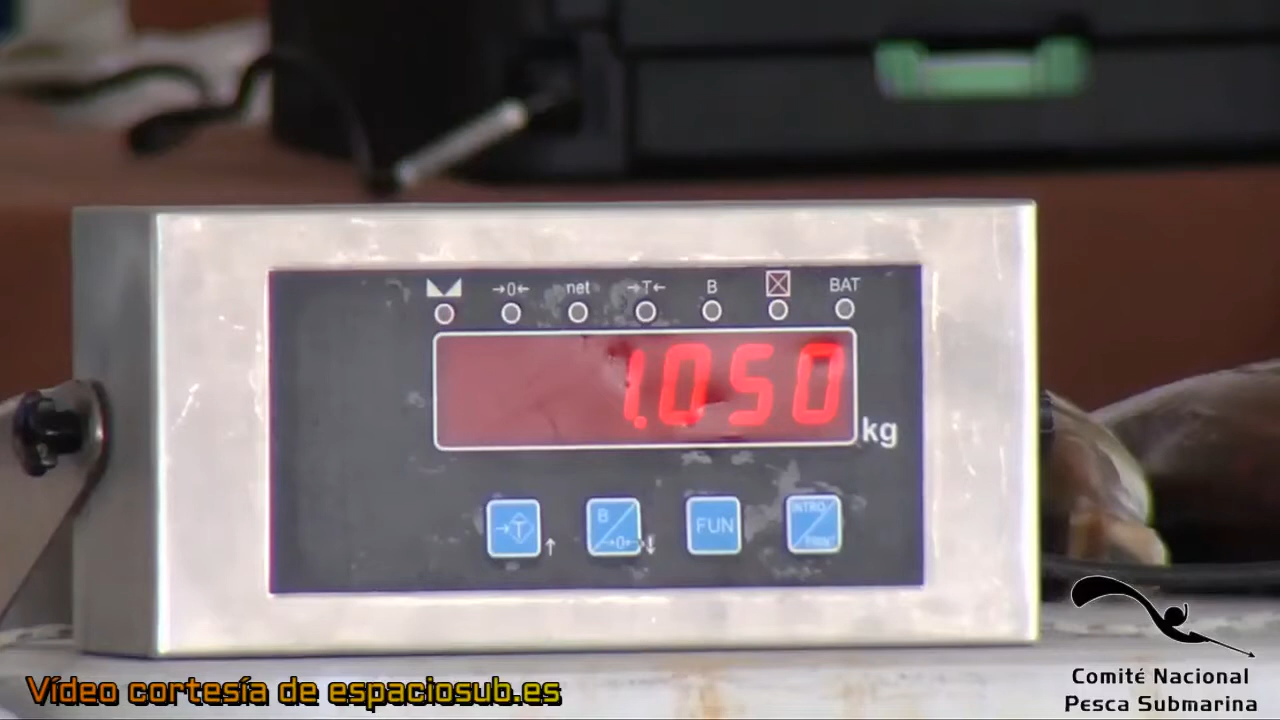 →0← net →T← B BAT
1.050
kg
→T ↑ B →0← ↓ FUN INTRO
Vídeo cortesía de espaciosub.es
Comité Nacional
Pesca Submarina